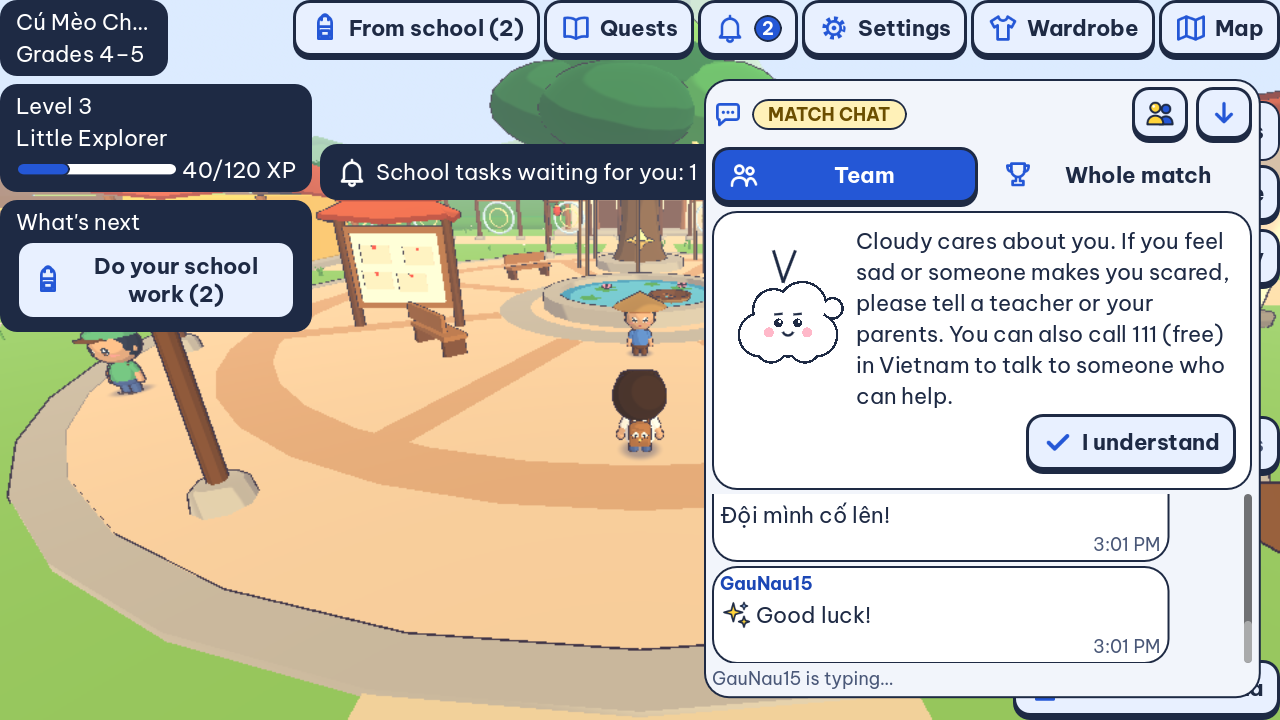 Cú Mèo Ch...
Grades 4–5
From school (2)
Quests
2
Settings
Wardrobe
Map
Level 3
Little Explorer
40/120 XP
School tasks waiting for you: 1
What's next
Do your school
work (2)
MATCH CHAT
Team
Whole match
Cloudy cares about you. If you feel
sad or someone makes you scared,
please tell a teacher or your
parents. You can also call 111 (free)
in Vietnam to talk to someone who
can help.
I understand
Đội mình cố lên!
3:01 PM
GauNau15
Good luck!
3:01 PM
GauNau15 is typing...